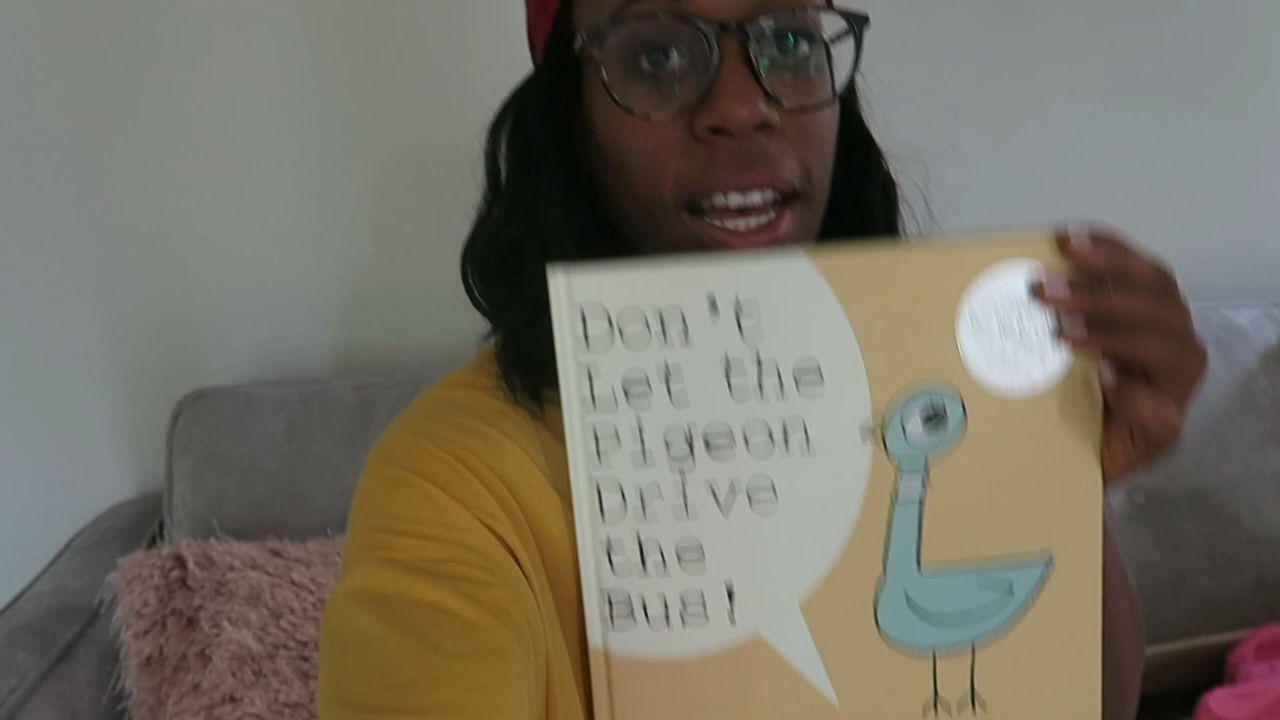 Don't
Let the
Pigeon
Drive
the
Bus!